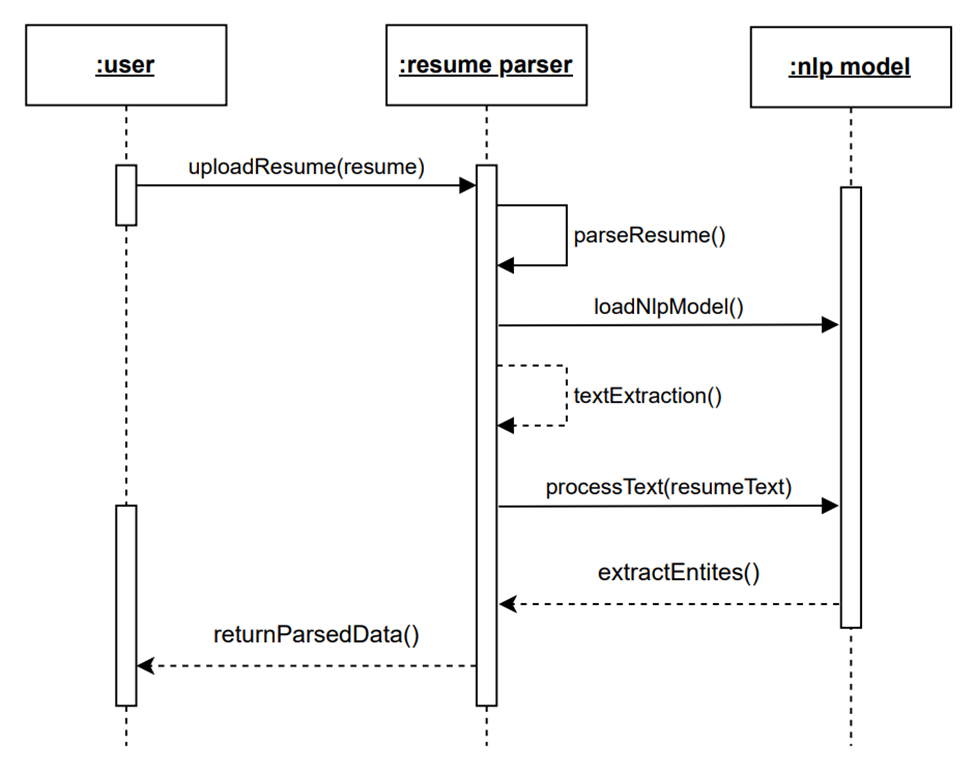 :user
:resume parser
:nlp model
uploadResume(resume)
parseResume()
loadNlpModel()
textExtraction()
processText(resumeText)
extractEntites()
returnParsedData()